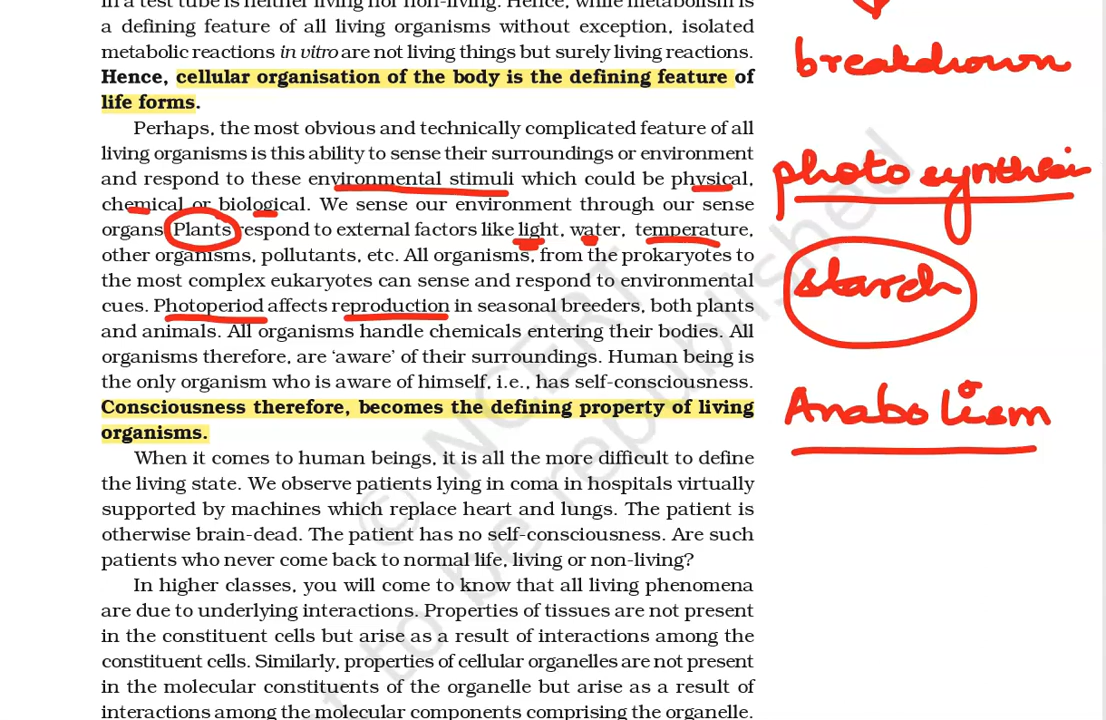 in a test tube is neither living nor non-living. Hence, while metabolism is
a defining feature of all living organisms without exception, isolated
metabolic reactions in vitro are not living things but surely living reactions.
Hence, cellular organisation of the body is the defining feature of
life forms.
Perhaps, the most obvious and technically complicated feature of all
living organisms is this ability to sense their surroundings or environment
and respond to these environmental stimuli which could be physical,
chemical or biological. We sense our environment through our sense
organs. Plants respond to external factors like light, water, temperature,
other organisms, pollutants, etc. All organisms, from the prokaryotes to
the most complex eukaryotes can sense and respond to environmental
cues. Photoperiod affects reproduction in seasonal breeders, both plants
and animals. All organisms handle chemicals entering their bodies. All
organisms therefore, are ‘aware’ of their surroundings. Human being is
the only organism who is aware of himself, i.e., has self-consciousness.
Consciousness therefore, becomes the defining property of living
organisms.
When it comes to human beings, it is all the more difficult to define
the living state. We observe patients lying in coma in hospitals virtually
supported by machines which replace heart and lungs. The patient is
otherwise brain-dead. The patient has no self-consciousness. Are such
patients who never come back to normal life, living or non-living?
In higher classes, you will come to know that all living phenomena
are due to underlying interactions. Properties of tissues are not present
in the constituent cells but arise as a result of interactions among the
constituent cells. Similarly, properties of cellular organelles are not present
in the molecular constituents of the organelle but arise as a result of
interactions among the molecular components comprising the organelle.
breakdrown
photosynthesis
starch
Anabolism
© NCERT
not to be republished